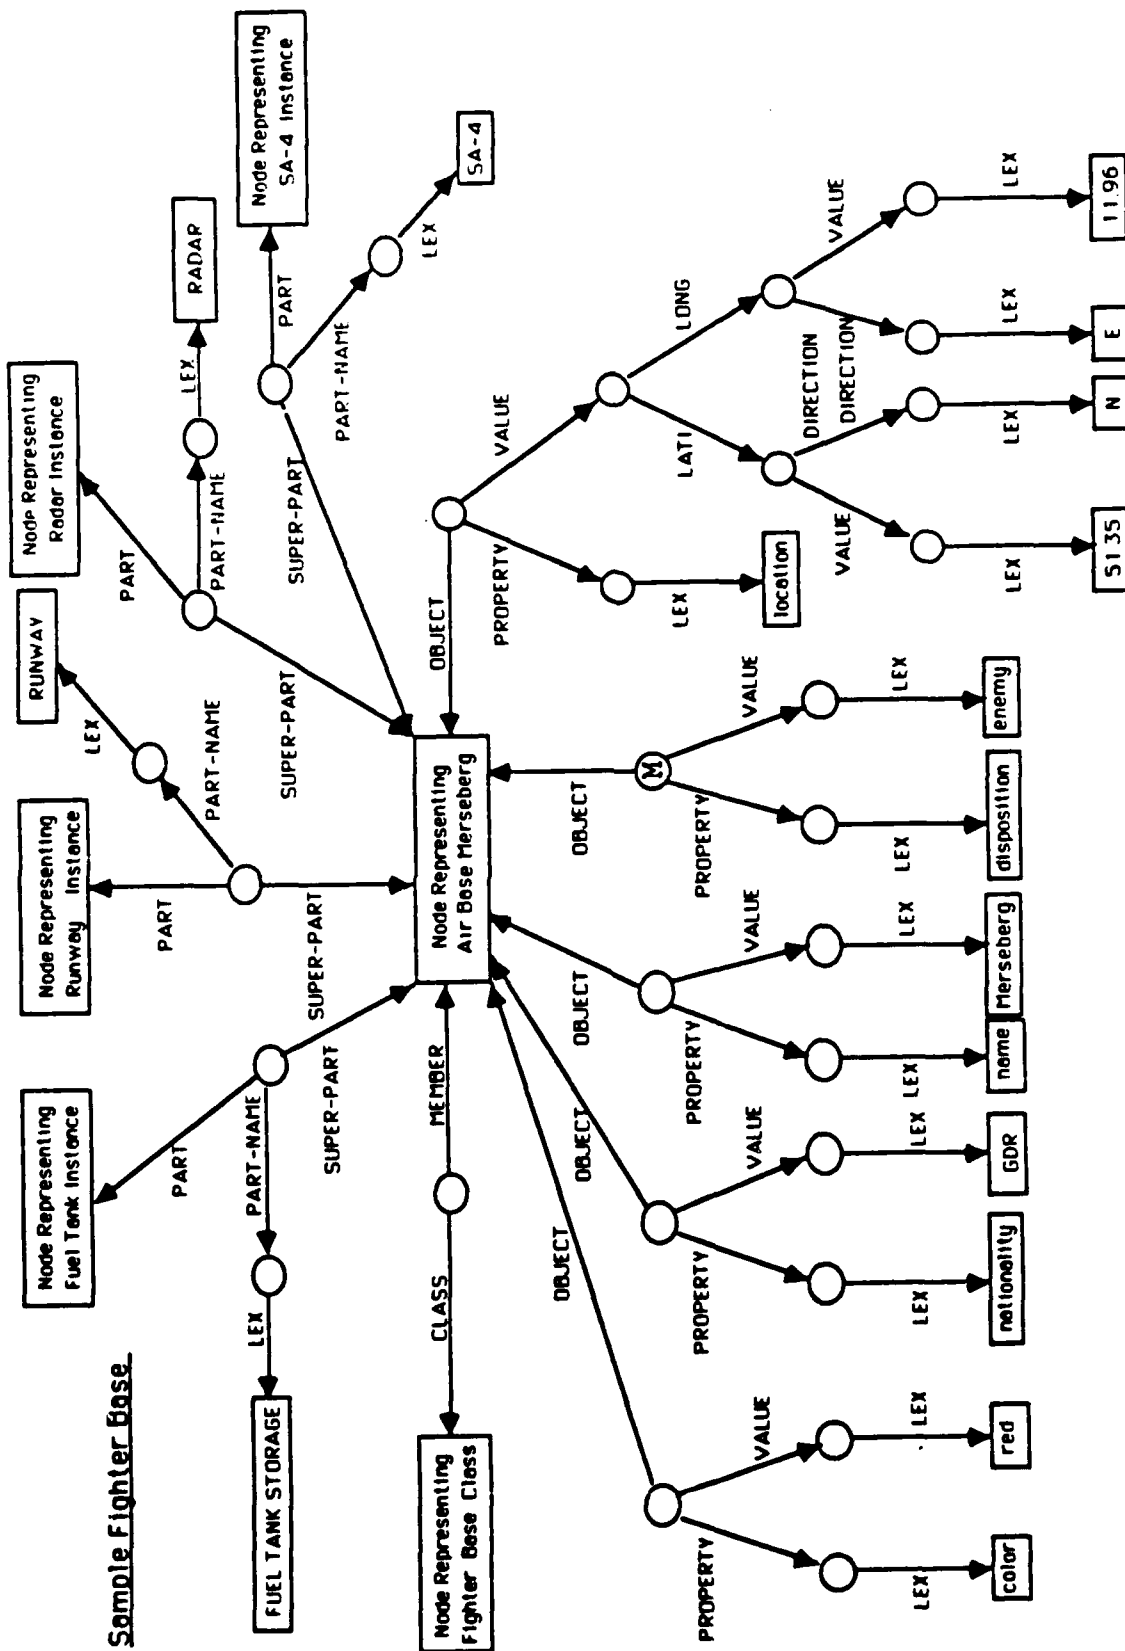 Sample Fighter Base
Node Representing
Fuel Tank Instance
Node Representing
Runway Instance
RUNWAY
Node Representing
Radar Instance
PART
PART
LEX
PART
RADAR
PART-NAME
LEX
FUEL TANK STORAGE
LEX
PART-NAME
PART-NAME
Node Representing
SA-4 Instance
SUPER-PART
SUPER-PART
SUPER-PART
SUPER-PART
PART
PART-NAME
LEX
SA-4
Node Representing
Fighter Base Class
CLASS
MEMBER
Node Representing
Air Base Merseberg
OBJECT
OBJECT
OBJECT
OBJECT
OBJECT
PROPERTY
VALUE
LATI
LONG
LEX
location
PROPERTY
VALUE
PROPERTY
VALUE
PROPERTY
VALUE
PROPERTY
VALUE
VALUE
DIRECTION
DIRECTION
VALUE
LEX
LEX
LEX
LEX
LEX
LEX
LEX
LEX
LEX
LEX
LEX
LEX
color
red
nationality
GDR
name
Merseberg
disposition
M
enemy
51 35
N
E
11.96